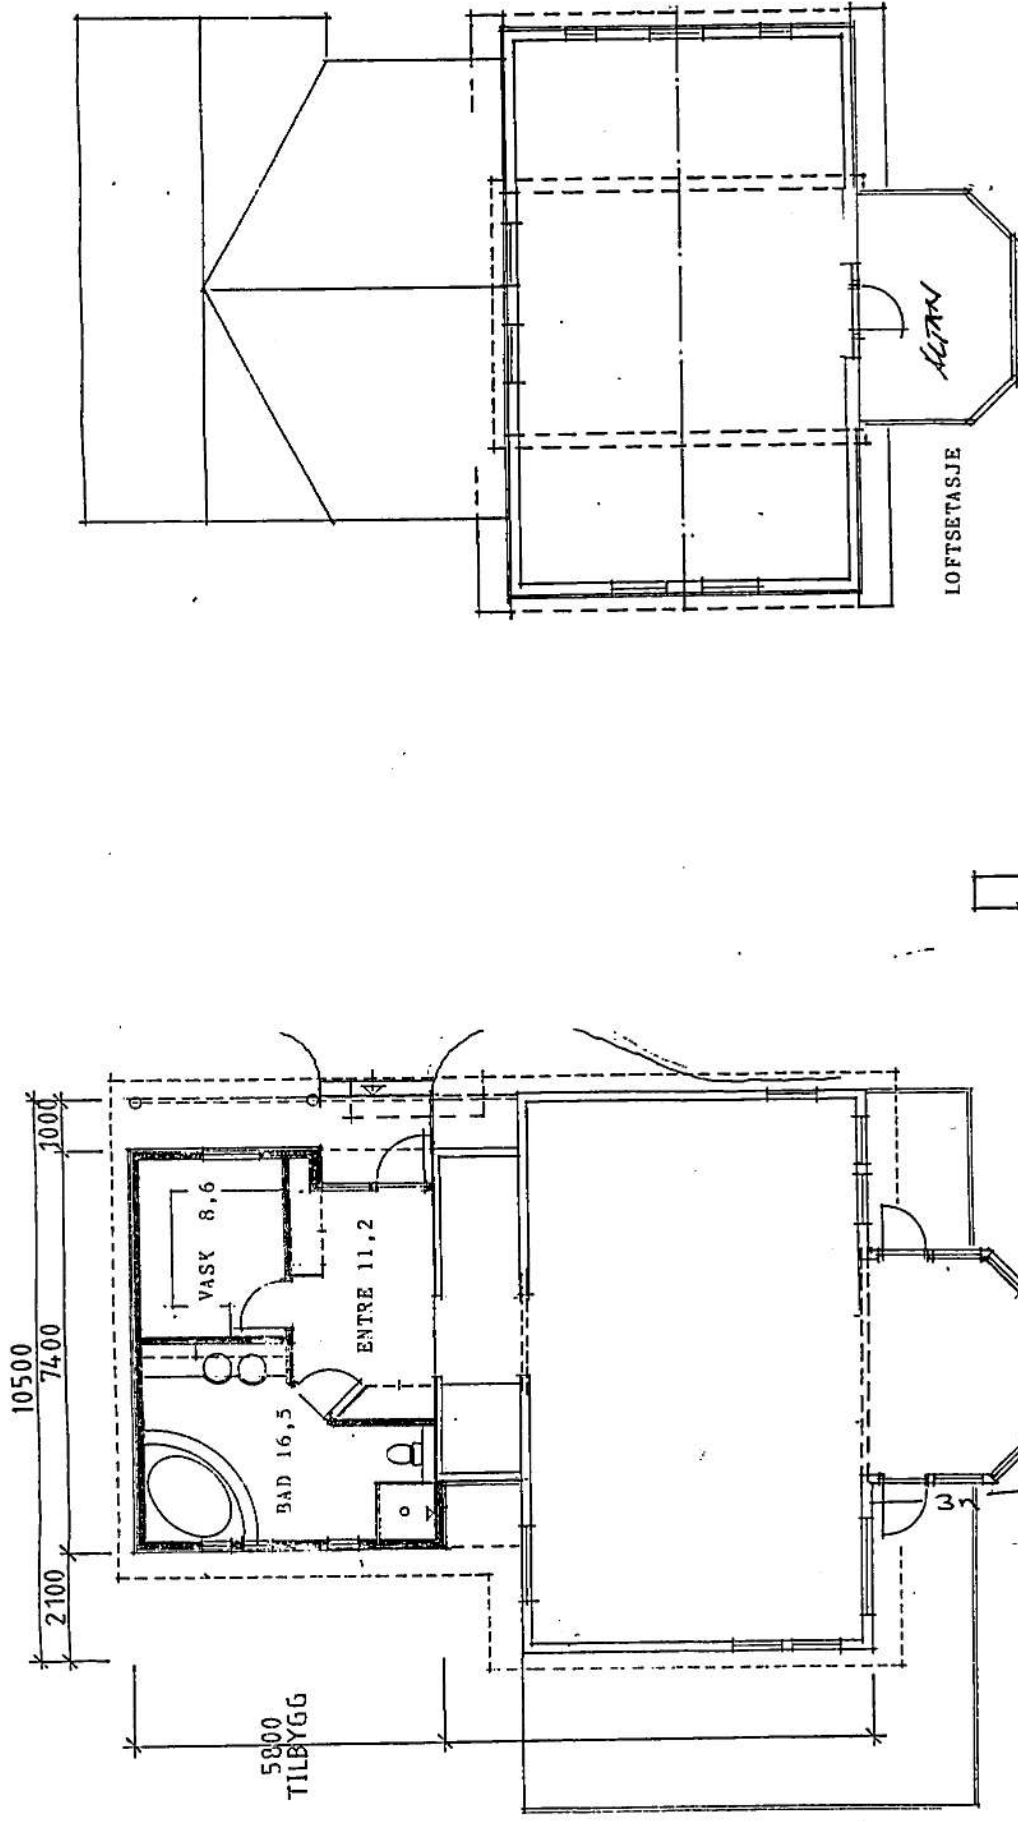 10500
2100
7400
1000
5800
TILBYGG
VASK 8,6
BAD 16,5
ENTRE 11,2
LOFTSETASJE
ALTAN